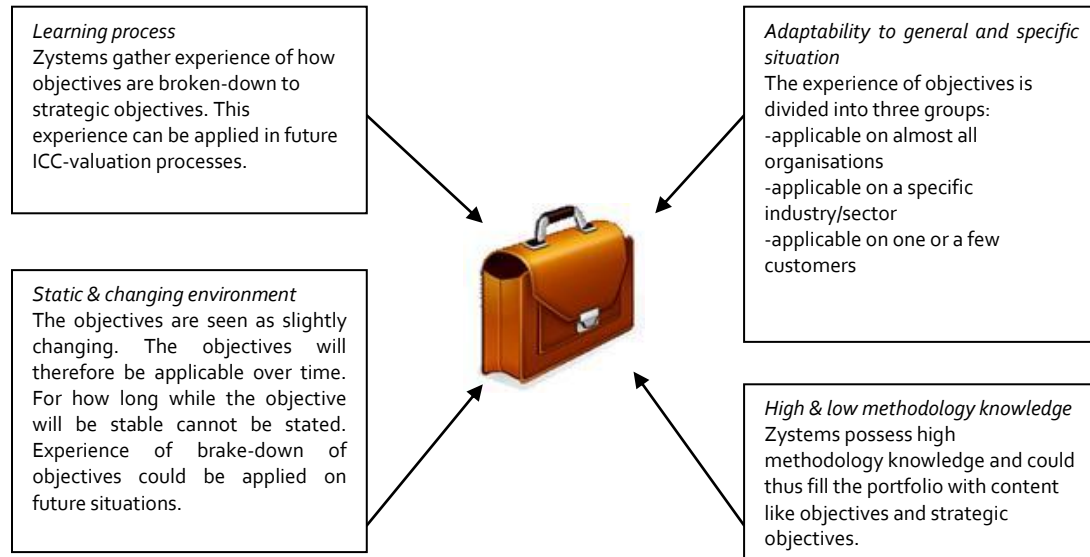 Learning process
Zystems gather experience of how
objectives are broken-down to
strategic objectives. This
experience can be applied in future
ICC-valuation processes.
Adaptability to general and specific
situation
The experience of objectives is
divided into three groups:
-applicable on almost all
organisations
-applicable on a specific
industry/sector
-applicable on one or a few
customers
Static & changing environment
The objectives are seen as slightly
changing. The objectives will
therefore be applicable over time.
For how long while the objective
will be stable cannot be stated.
Experience of brake-down of
objectives could be applied on
future situations.
High & low methodology knowledge
Zystems possess high
methodology knowledge and could
thus fill the portfolio with content
like objectives and strategic
objectives.